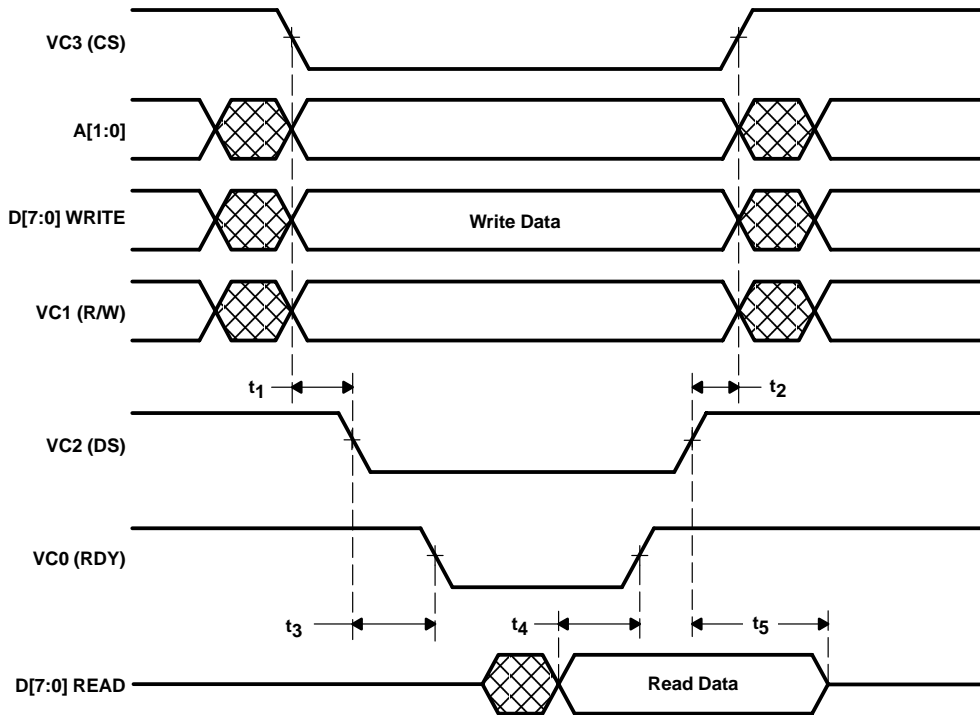 VC3 (CS)
A[1:0]
D[7:0] WRITE
Write Data
VC1 (R/W)
t1
t2
VC2 (DS)
VC0 (RDY)
t3
t4
t5
D[7:0] READ
Read Data